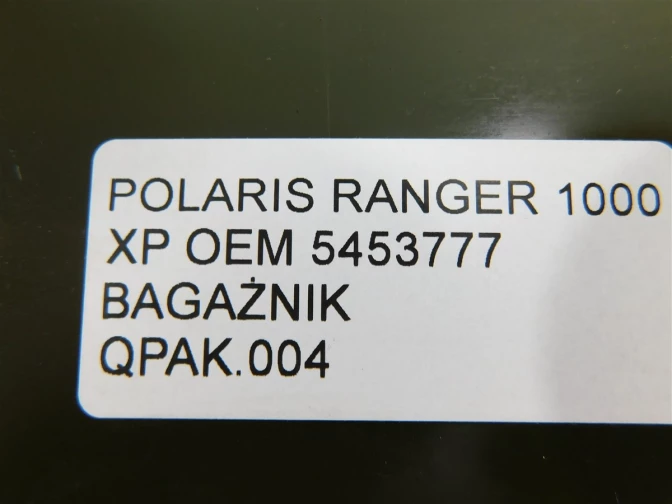 POLARIS RANGER 1000
XP OEM 5453777
BAGAŻNIK
QPAK.004